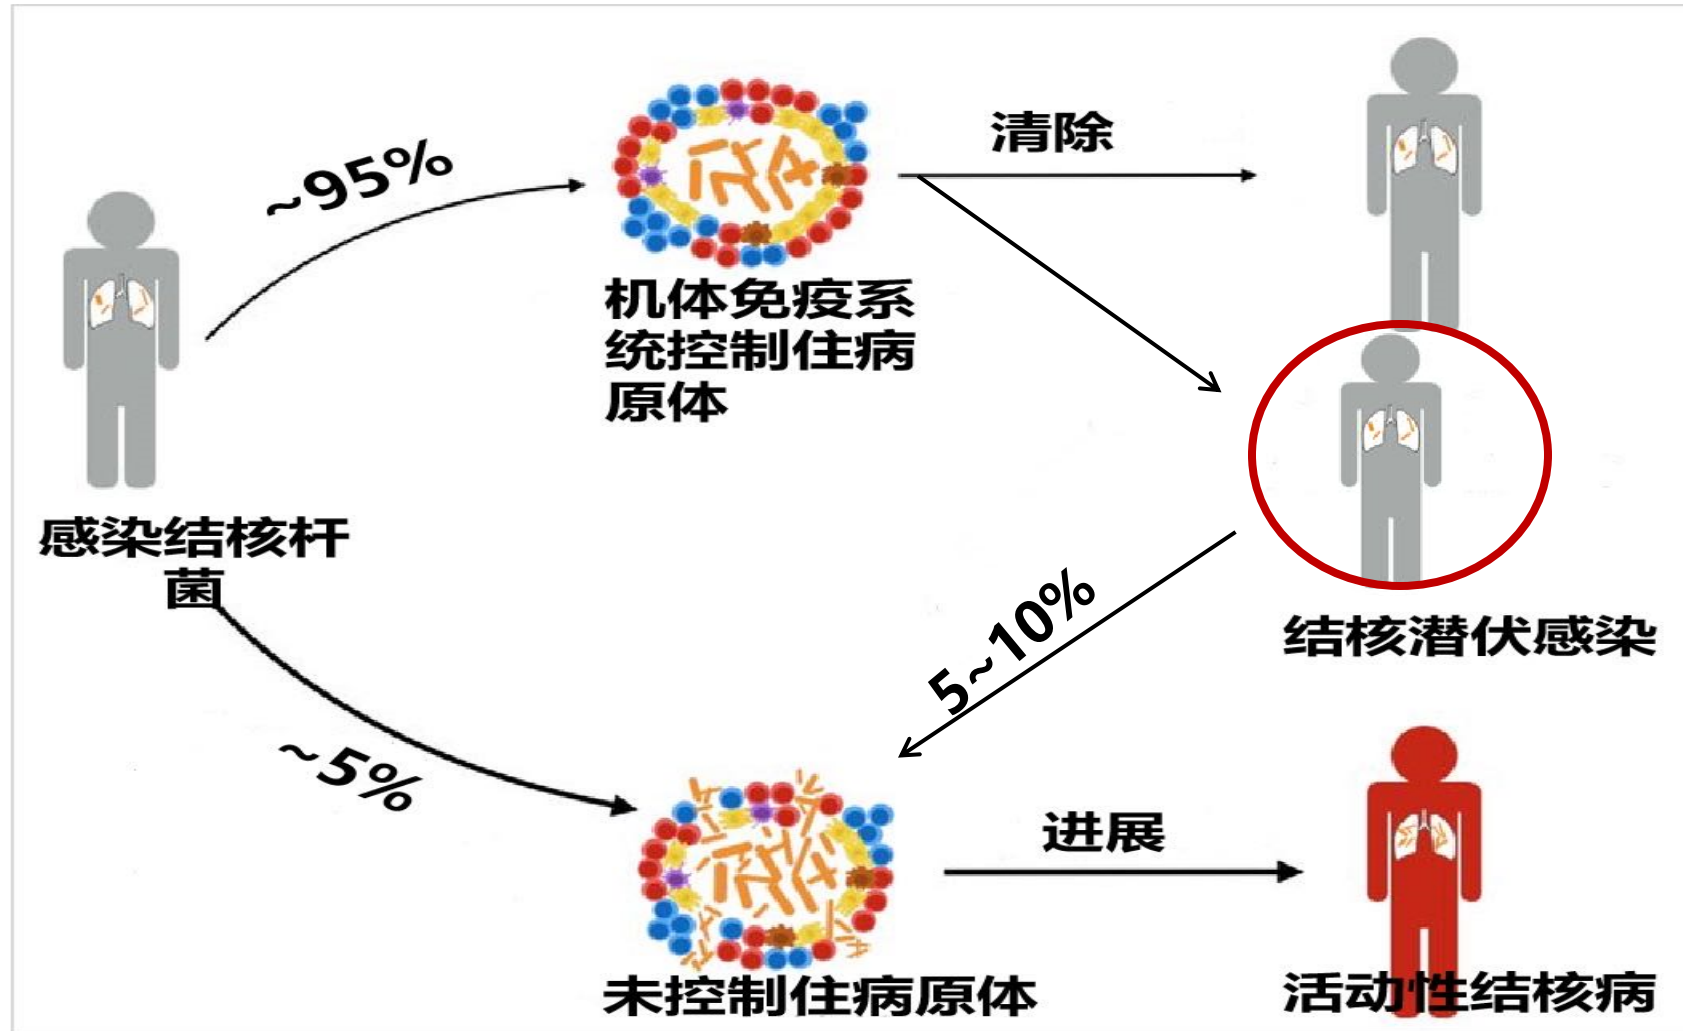 ~95%
清除
机体免疫系
统控制住病
原体
感染结核杆
菌
5~10%
结核潜伏感染
~5%
进展
未控制住病原体
活动性结核病